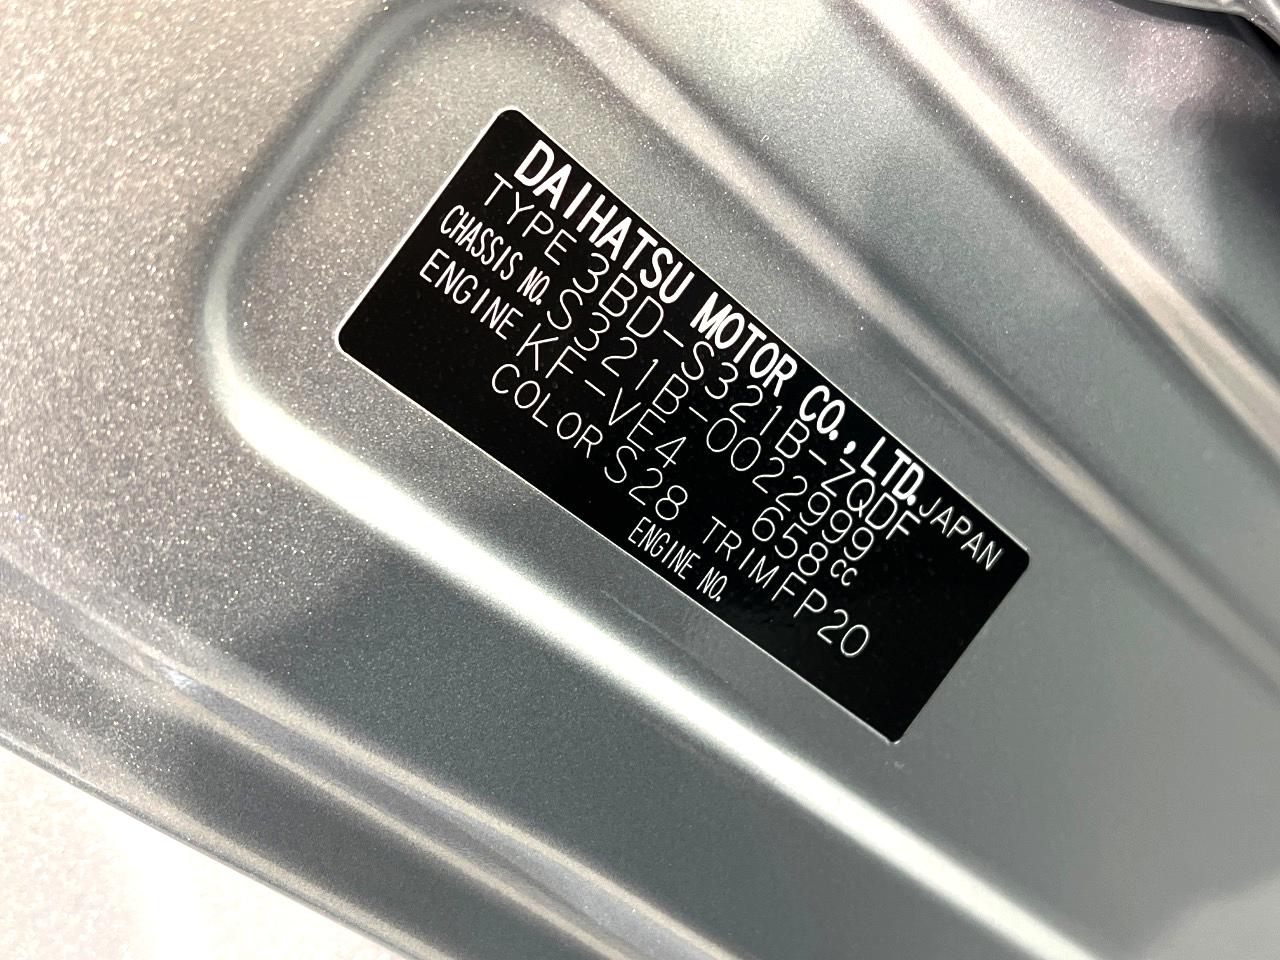 DAIHATSU MOTOR CO.,LTD. JAPAN
TYPE 3BD-S321B-ZQDF
CHASSIS NO. S321B-0022999
ENGINE KF-VE4 658cc
COLOR S28 TRIM FP20
ENGINE NO.